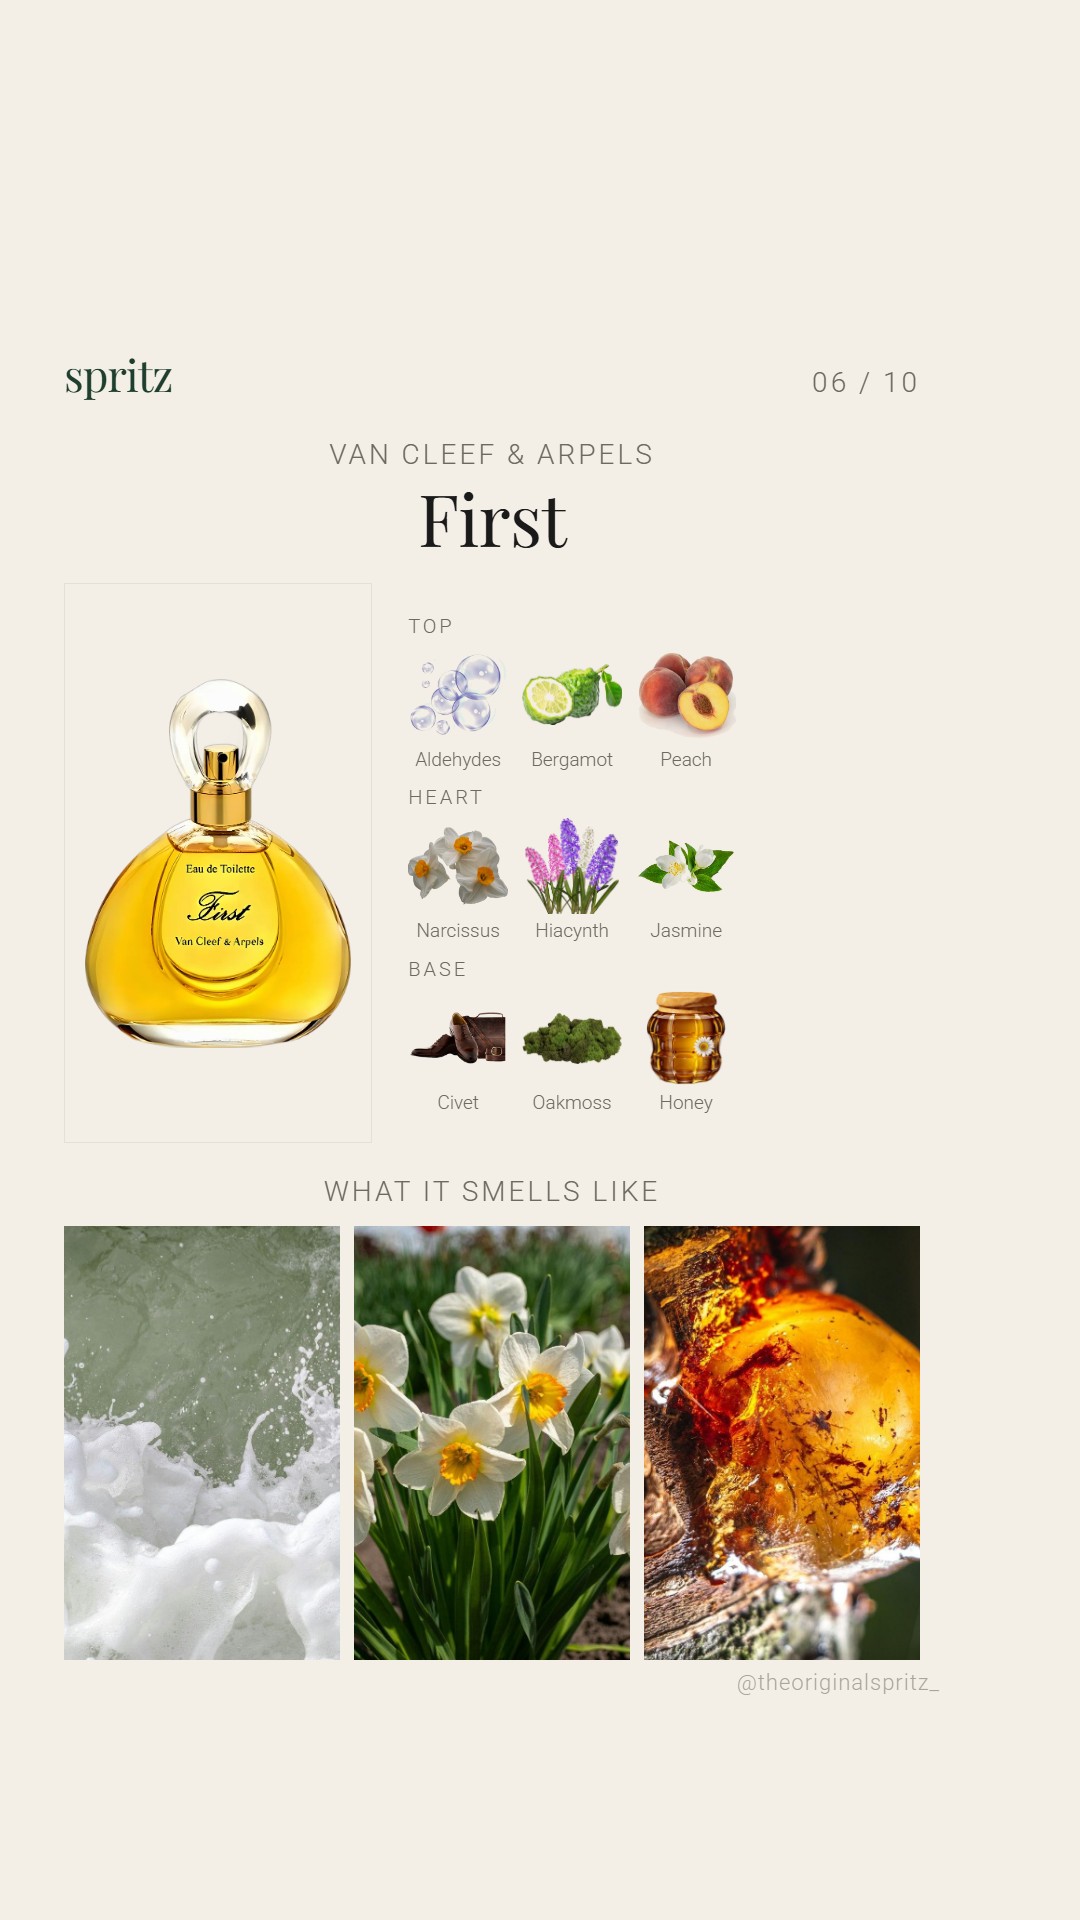 spritz
06 / 10
VAN CLEEF & ARPELS
First
Eau de Toilette
First
Van Cleef & Arpels
TOP
Aldehydes Bergamot Peach
HEART
Narcissus Hiacynth Jasmine
BASE
Civet Oakmoss Honey
WHAT IT SMELLS LIKE
@theoriginalspritz_